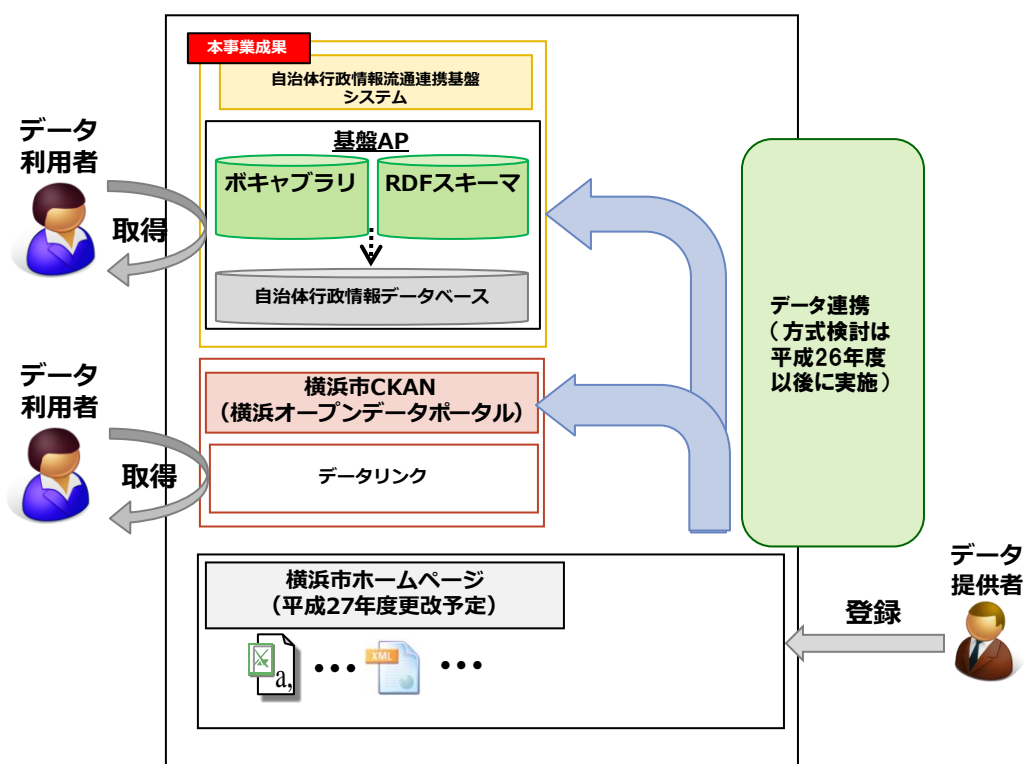 本事業成果
自治体行政情報流通連携基盤
システム
基盤AP
ボキャブラリ
RDFスキーマ
自治体行政情報データベース
データ
利用者
取得
データ連携
（方式検討は
平成26年度
以後に実施）
横浜市CKAN
（横浜オープンデータポータル）
データリンク
データ
利用者
取得
横浜市ホームページ
（平成27年度更改予定）
a,
•••
XML
•••
データ
提供者
登録